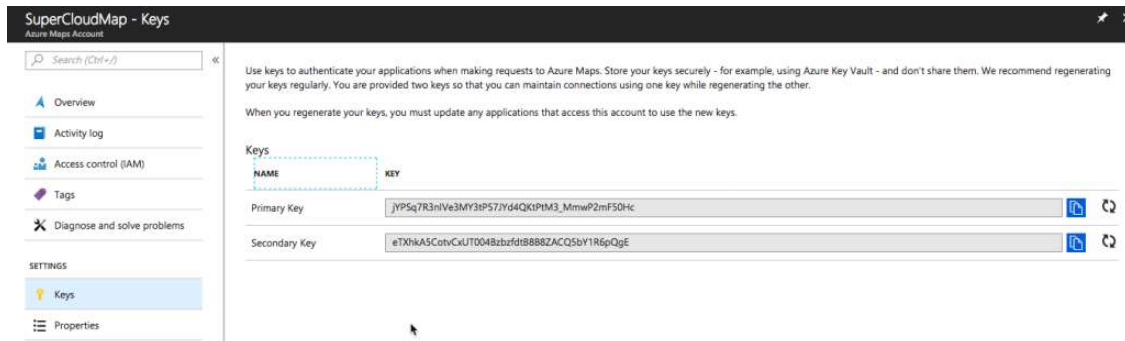 SuperCloudMap - Keys
Azure Maps Account
Search (Ctrl+/)
«
Overview
Activity log
Access control (IAM)
Tags
Diagnose and solve problems
SETTINGS
Keys
Properties
Use keys to authenticate your applications when making requests to Azure Maps. Store your keys securely - for example, using Azure Key Vault - and don't share them. We recommend regenerating
your keys regularly. You are provided two keys so that you can maintain connections using one key while regenerating the other.
When you regenerate your keys, you must update any applications that access this account to use the new keys.
Keys
NAME KEY
Primary Key
Secondary Key